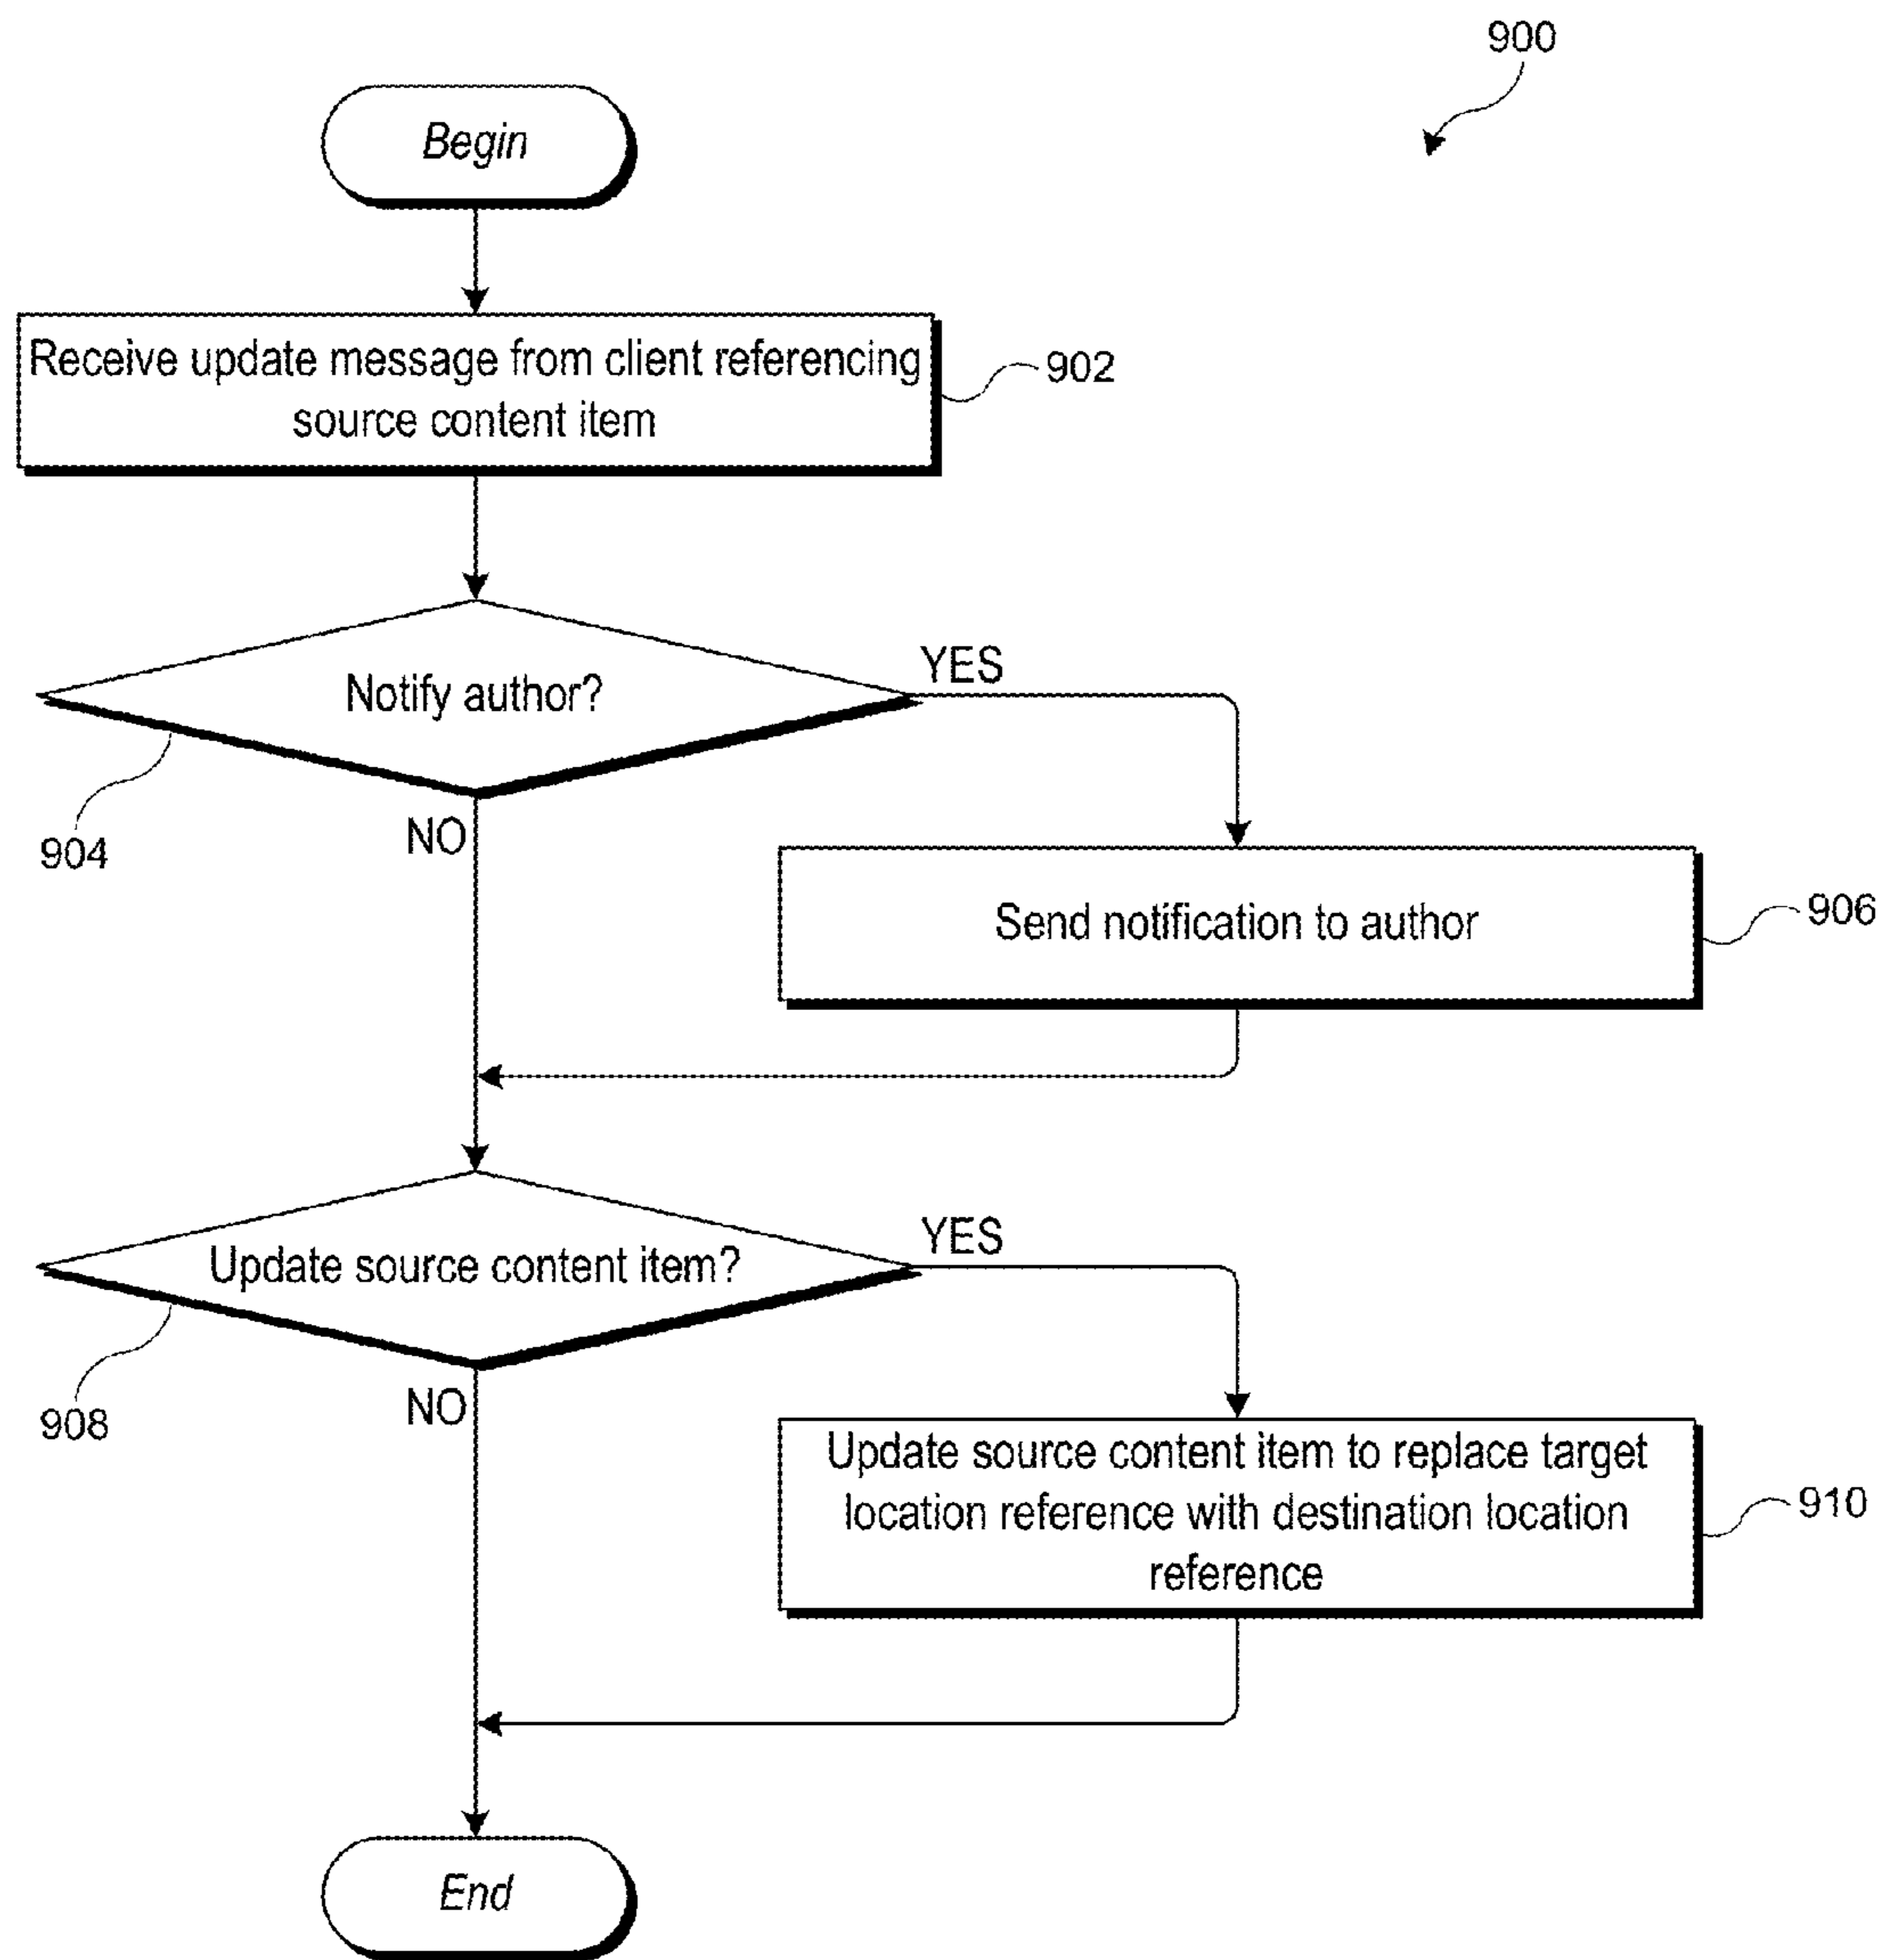 900
Begin
Receive update message from client referencing
source content item
902
Notify author?
YES
904
NO
Send notification to author
906
Update source content item?
YES
908
NO
Update source content item to replace target
location reference with destination location
reference
910
End